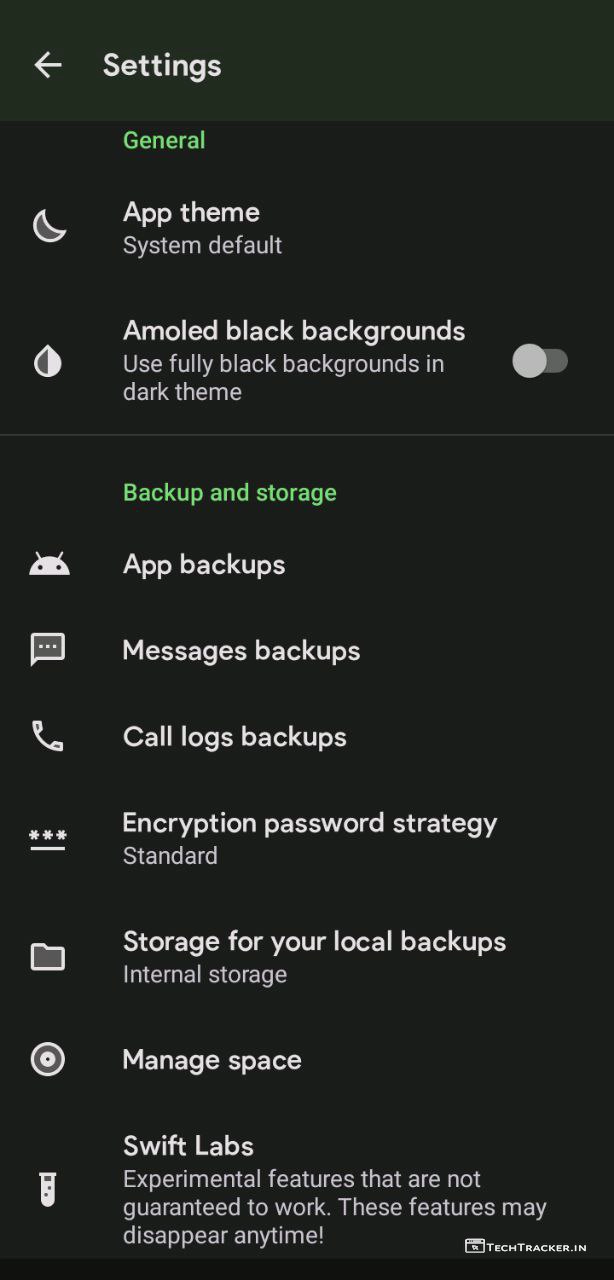 Settings
General
App theme
System default
Amoled black backgrounds
Use fully black backgrounds in
dark theme
Backup and storage
App backups
Messages backups
Call logs backups
***
Encryption password strategy
Standard
Storage for your local backups
Internal storage
Manage space
Swift Labs
Experimental features that are not
guaranteed to work. These features may
disappear anytime!
TECHTRACKER.IN